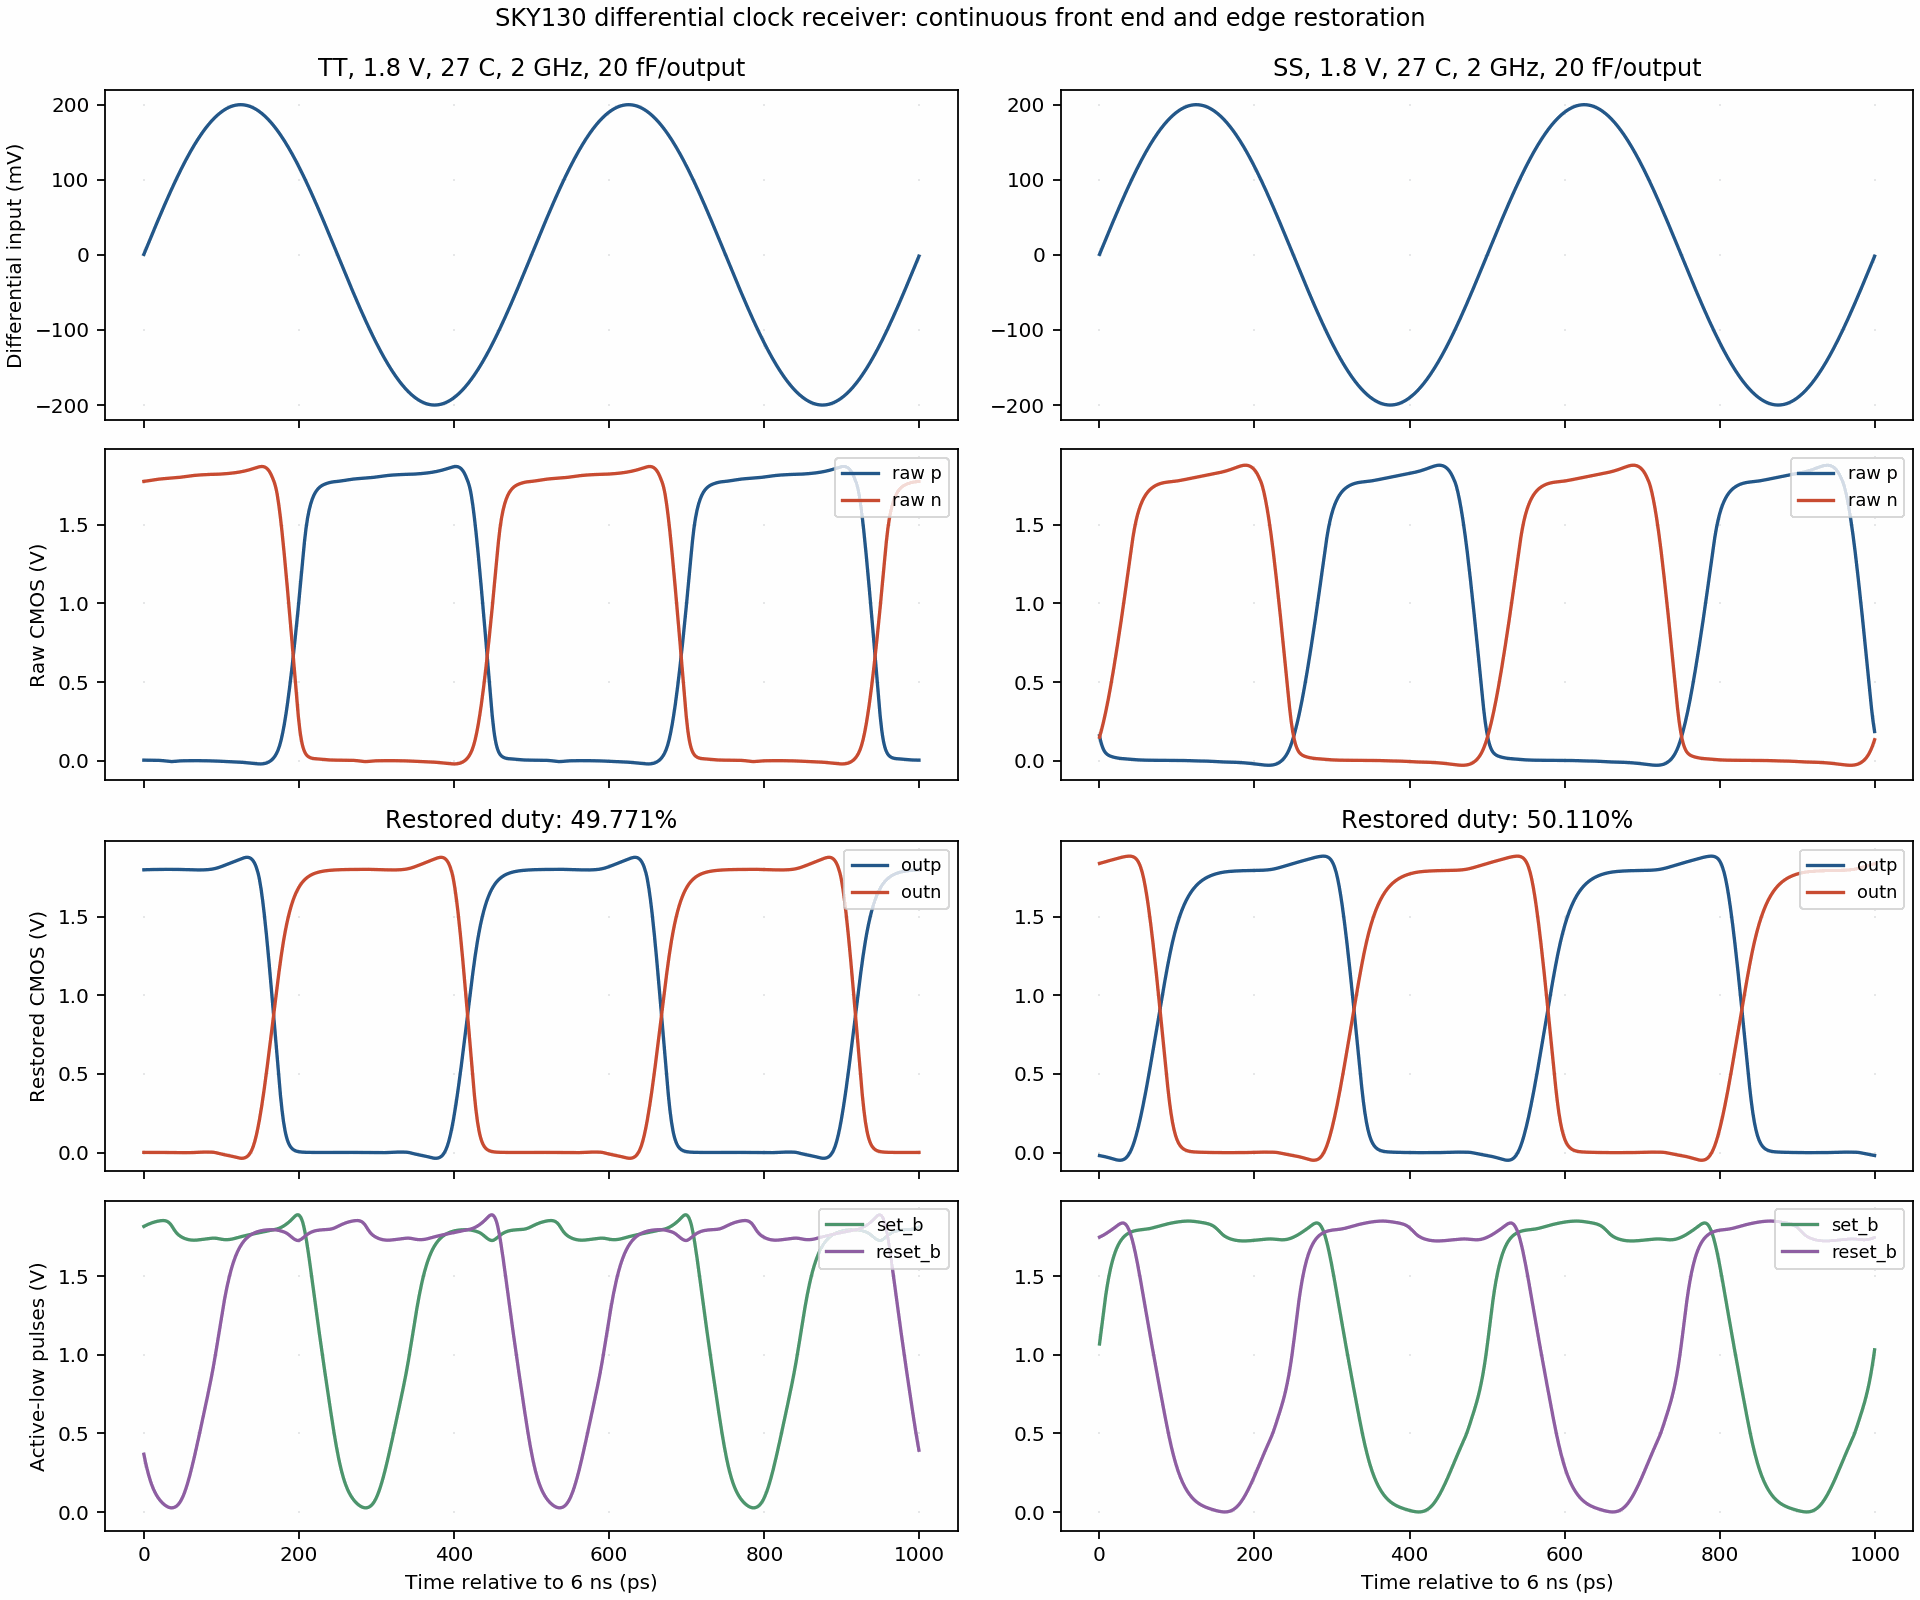 SKY130 differential clock receiver: continuous front end and edge restoration
TT, 1.8 V, 27 C, 2 GHz, 20 fF/output
SS, 1.8 V, 27 C, 2 GHz, 20 fF/output
Differential input (mV)
200
100
0
−100
−200
200
100
0
−100
−200
Raw CMOS (V)
1.5
1.0
0.5
0.0
raw p
raw n
1.5
1.0
0.5
0.0
raw p
raw n
Restored duty: 49.771%
Restored duty: 50.110%
Restored CMOS (V)
1.5
1.0
0.5
0.0
outp
outn
1.5
1.0
0.5
0.0
outp
outn
Active-low pulses (V)
1.5
1.0
0.5
0.0
set_b
reset_b
1.5
1.0
0.5
0.0
set_b
reset_b
0 200 400 600 800 1000
0 200 400 600 800 1000
Time relative to 6 ns (ps)
Time relative to 6 ns (ps)